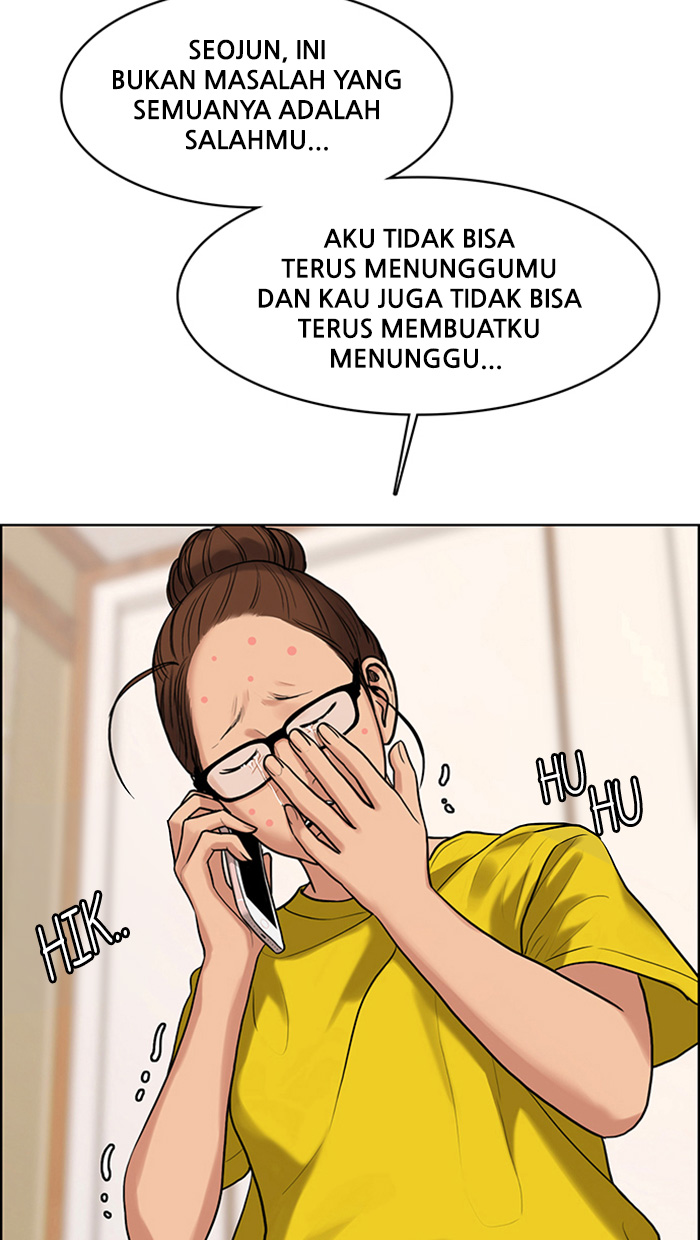 SEOJUN, INI
BUKAN MASALAH YANG
SEMUANYA ADALAH
SALAHMU...
AKU TIDAK BISA
TERUS MENUNGGUMU
DAN KAU JUGA TIDAK BISA
TERUS MEMBUATKU
MENUNGGU...
HU
HU
HIK..